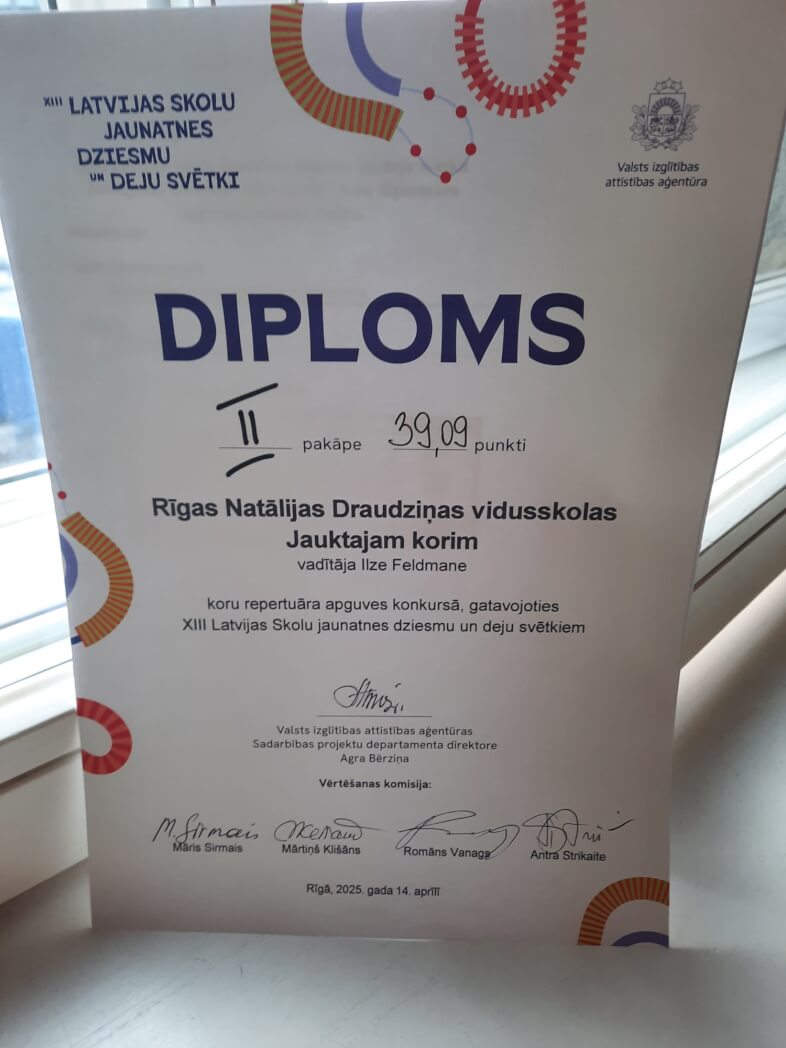 XIII LATVIJAS SKOLU
JAUNATNES
DZIESMU
UN DEJU SVĒTKI
Valsts izglītības
attīstības aģentūra
DIPLOMS
II pakāpe 39,09 punkti
Rīgas Natālijas Draudziņas vidusskolas
Jauktajam korim
vadītāja Ilze Feldmane
koru repertuāra apguves konkursā, gatavojoties
XIII Latvijas Skolu jaunatnes dziesmu un deju svētkiem
Valsts izglītības attīstības aģentūras
Sadarbības projektu departamenta direktore
Agra Bērziņa
Vērtēšanas komisija:
M. Sirmais
Māris Sirmais Mārtiņš Klišāns Romāns Vanags Antra Strikaite
Rīgā, 2025. gada 14. aprīlī